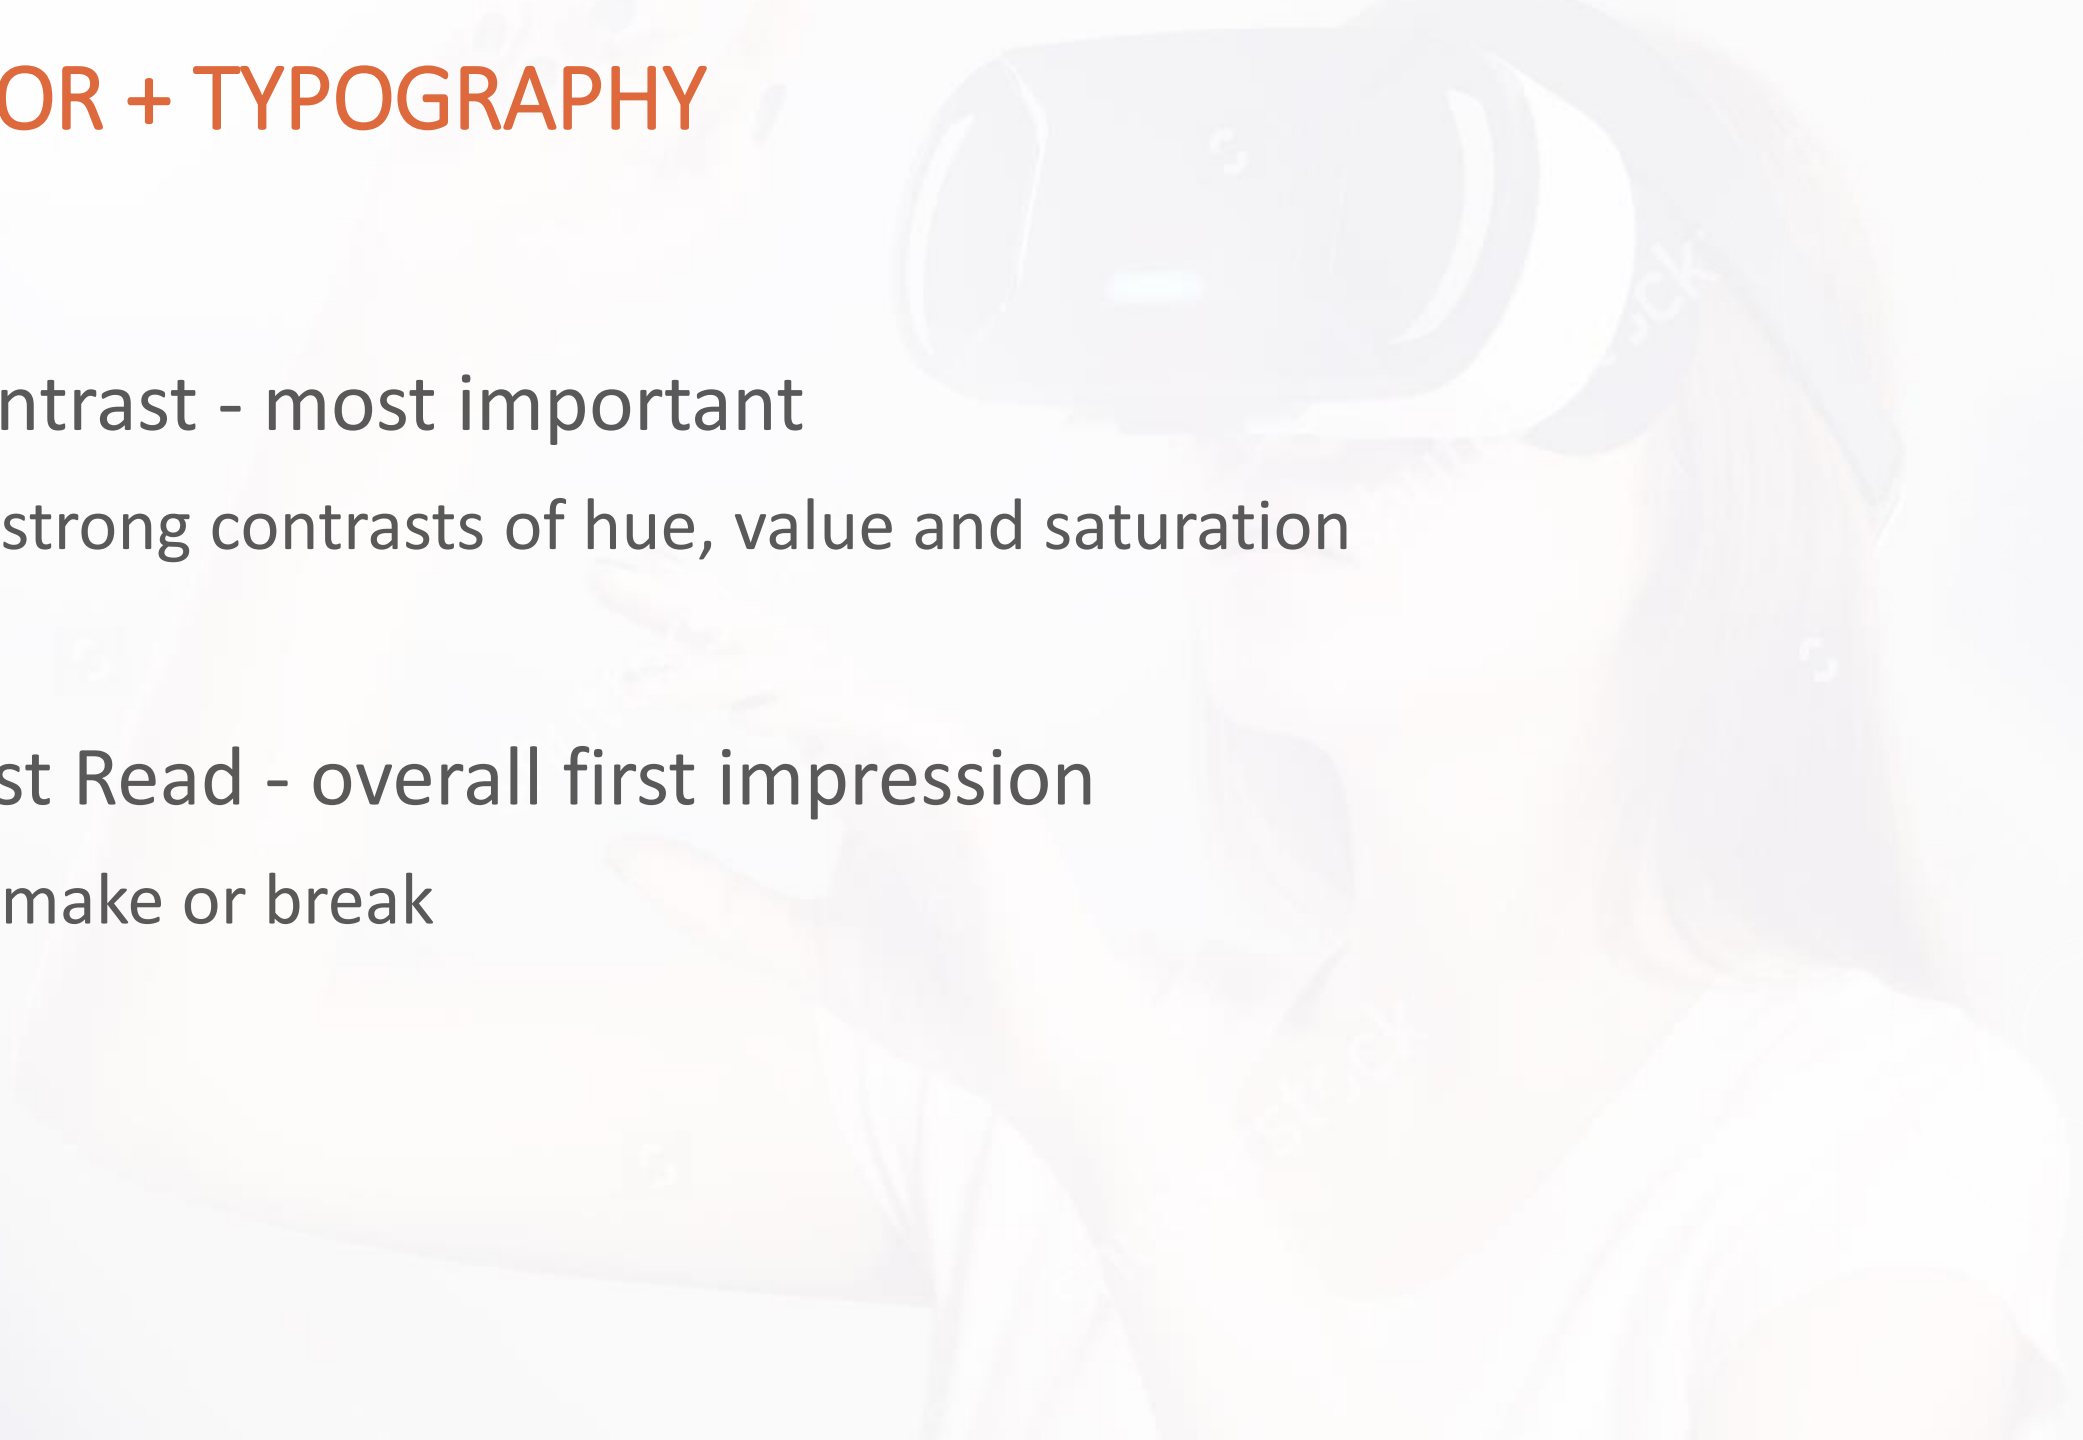 OR + TYPOGRAPHY
ntrast - most important
strong contrasts of hue, value and saturation
st Read - overall first impression
make or break